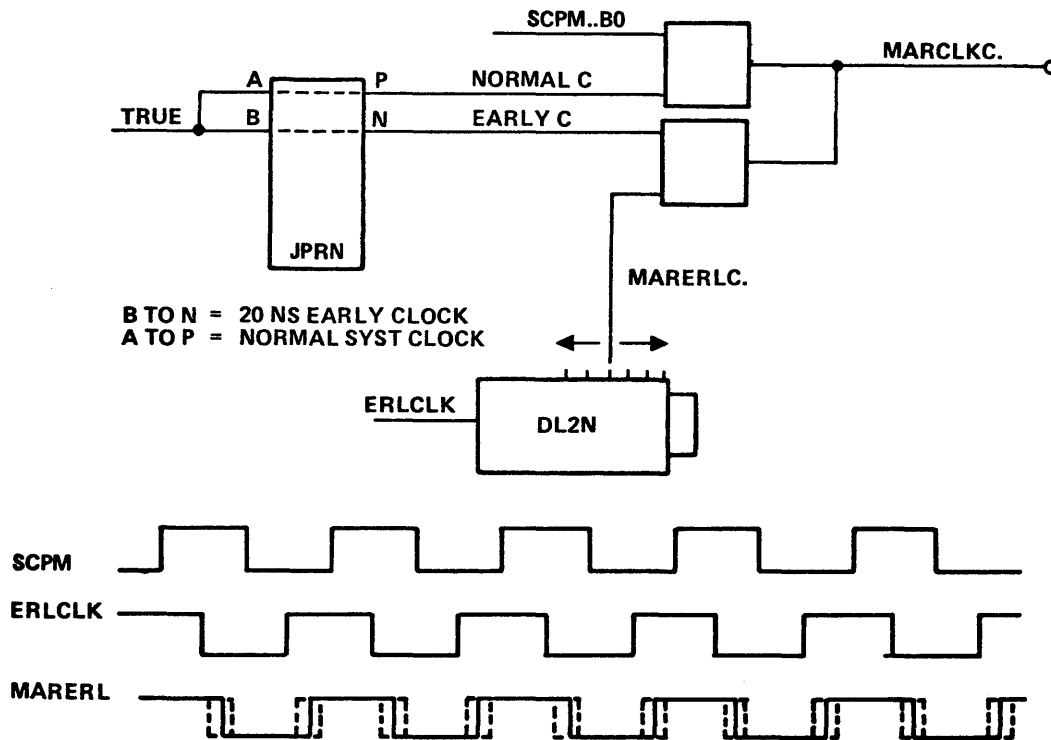 SCPM..B0
MARCLKC.
A
P
NORMAL C
TRUE
B
N
EARLY C
JPRN
MARERLC.
B TO N = 20 NS EARLY CLOCK
A TO P = NORMAL SYST CLOCK
ERLCLK
DL2N
SCPM
ERLCLK
MARERL